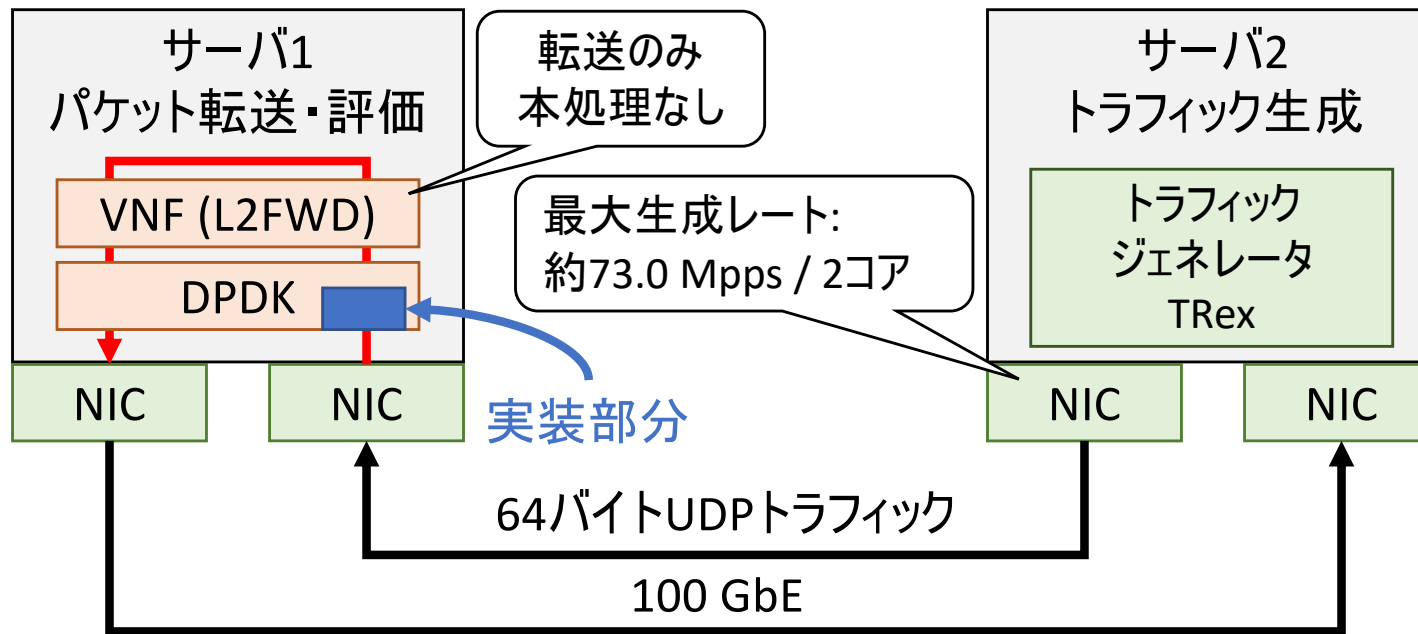 サーバ1
パケット転送・評価
転送のみ
本処理なし
サーバ2
トラフィック生成
VNF (L2FWD)
DPDK
最大生成レート:
約73.0 Mpps / 2コア
トラフィック
ジェネレータ
TRex
NIC
NIC
実装部分
NIC
NIC
64バイトUDPトラフィック
100 GbE